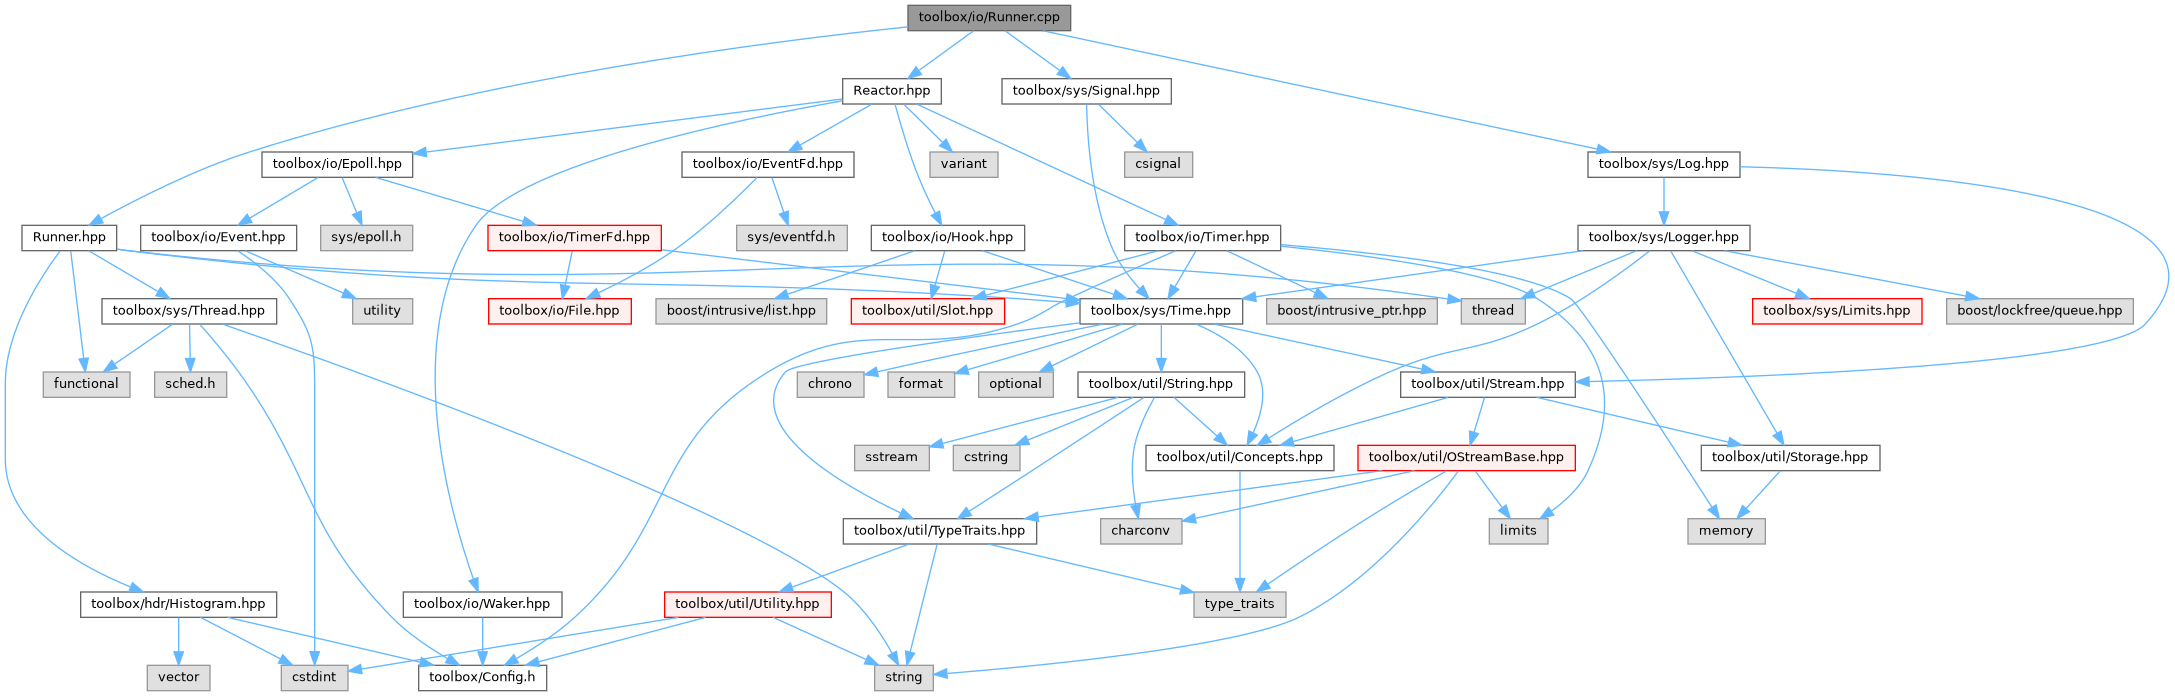 toolbox/io/Runner.cpp
Reactor.hpp
toolbox/sys/Signal.hpp
toolbox/io/Epoll.hpp
toolbox/io/EventFd.hpp
variant
csignal
toolbox/sys/Log.hpp
Runner.hpp
toolbox/io/Event.hpp
sys/epoll.h
toolbox/io/TimerFd.hpp
sys/eventfd.h
toolbox/io/Hook.hpp
toolbox/io/Timer.hpp
toolbox/sys/Logger.hpp
toolbox/sys/Thread.hpp
utility
toolbox/io/File.hpp
boost/intrusive/list.hpp
toolbox/util/Slot.hpp
toolbox/sys/Time.hpp
boost/intrusive_ptr.hpp
thread
toolbox/sys/Limits.hpp
boost/lockfree/queue.hpp
functional
sched.h
chrono
format
optional
toolbox/util/String.hpp
toolbox/util/Stream.hpp
sstream
cstring
toolbox/util/Concepts.hpp
toolbox/util/OStreamBase.hpp
toolbox/util/Storage.hpp
toolbox/util/TypeTraits.hpp
charconv
limits
memory
toolbox/hdr/Histogram.hpp
toolbox/io/Waker.hpp
toolbox/util/Utility.hpp
type_traits
vector
cstdint
toolbox/Config.h
string